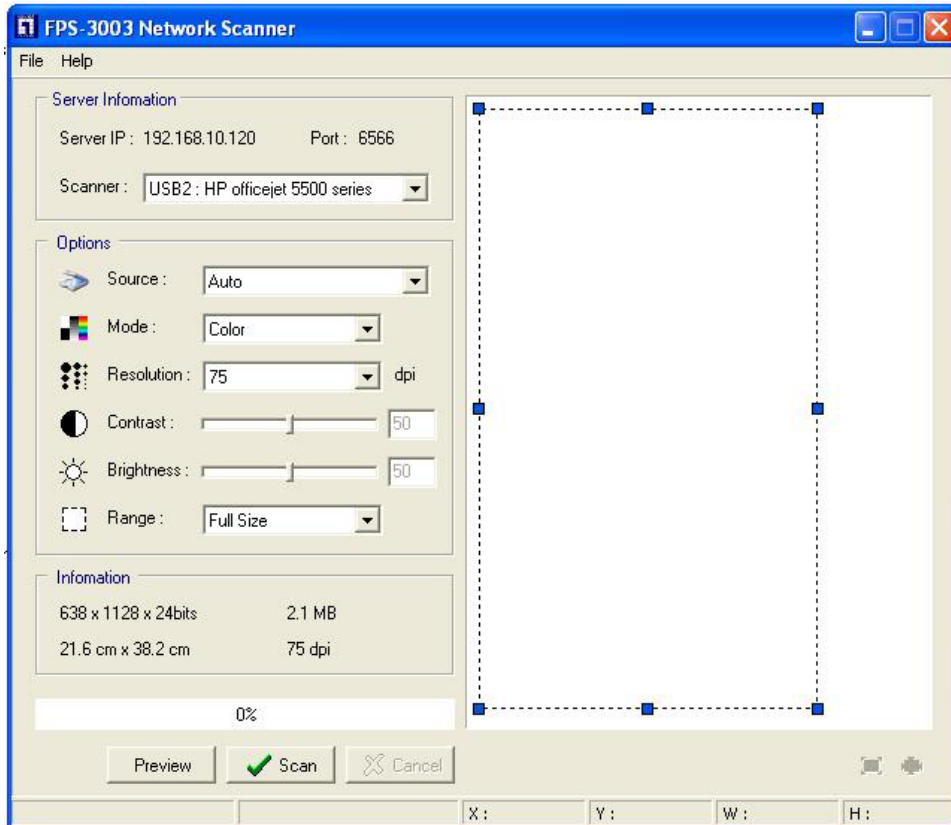 FPS-3003 Network Scanner
File Help
Server Infomation
Server IP : 192.168.10.120 Port : 6566
Scanner : USB2 : HP officejet 5500 series
Options
Source : Auto
Mode : Color
Resolution : 75 dpi
Contrast : 50
Brightness : 50
Range : Full Size
Infomation
638 x 1128 x 24bits 2.1 MB
21.6 cm x 38.2 cm 75 dpi
0%
Preview Scan Cancel
X : Y : W : H :